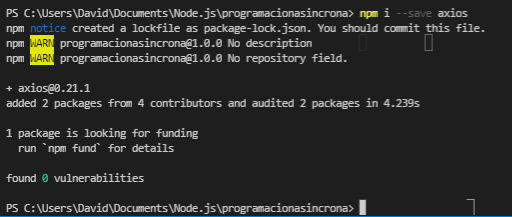 PS C:\Users\David\Documents\Node.js\programacionasincrona> npm i --save axios
npm notice created a lockfile as package-lock.json. You should commit this file.
npm WARN programacionasincrona@1.0.0 No description
npm WARN programacionasincrona@1.0.0 No repository field.
+ axios@0.21.1
added 2 packages from 4 contributors and audited 2 packages in 4.239s
1 package is looking for funding
run `npm fund` for details
found 0 vulnerabilities
PS C:\Users\David\Documents\Node.js\programacionasincrona>